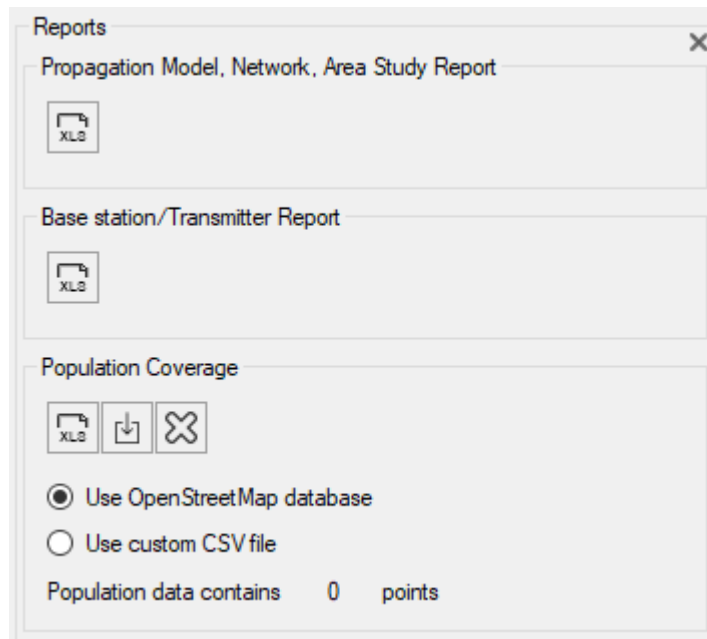 Reports
Propagation Model, Network, Area Study Report
XLS
Base station/Transmitter Report
XLS
Population Coverage
XLS
Use OpenStreetMap database
Use custom CSV file
Population data contains 0 points